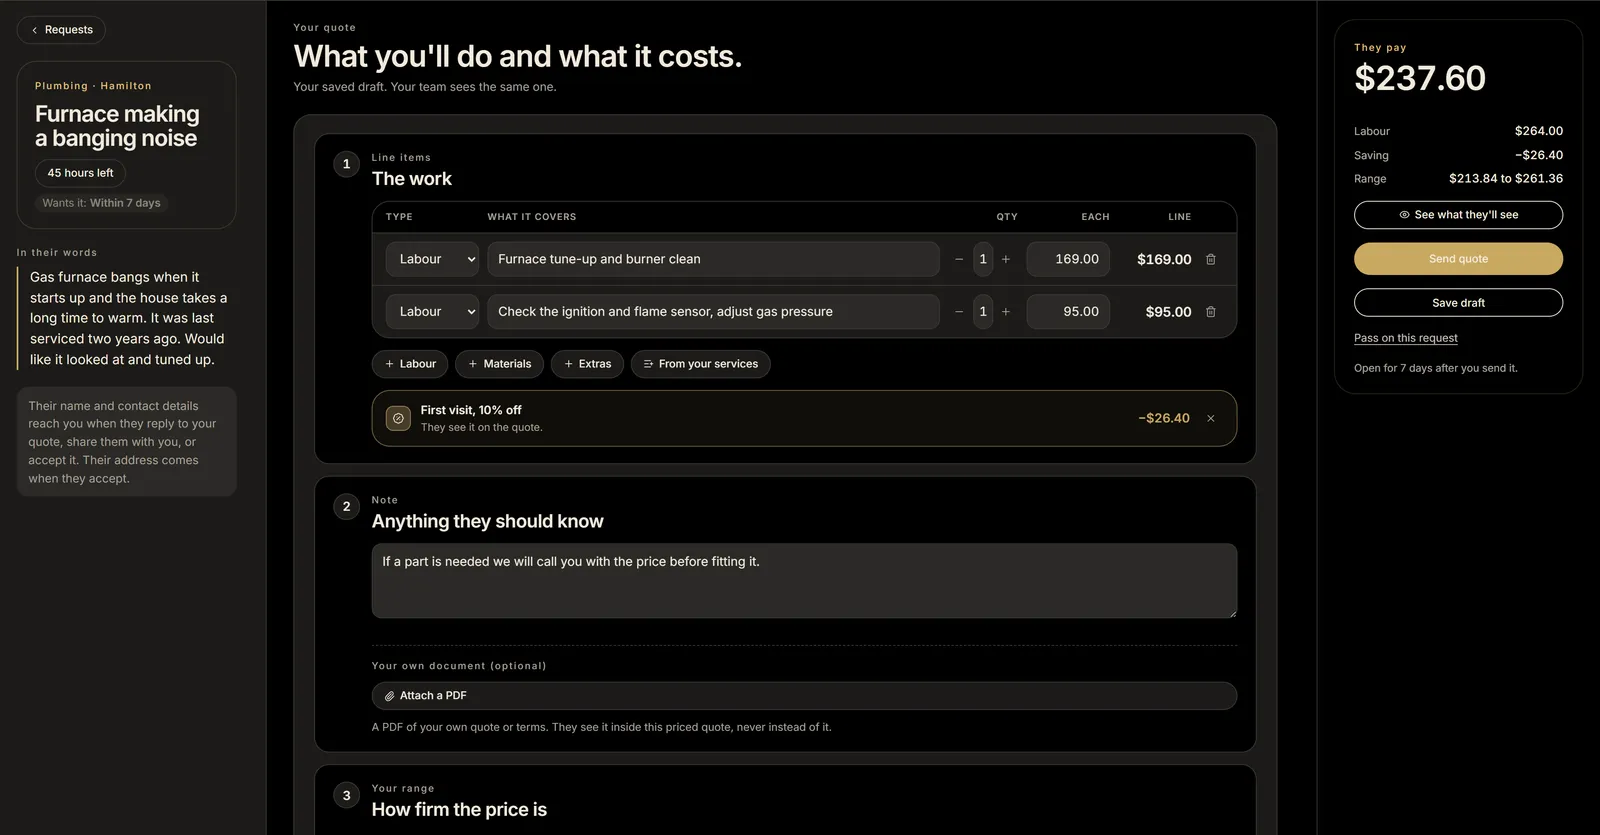 Requests
Plumbing · Hamilton
Furnace making
a banging noise
45 hours left
Wants it: Within 7 days
In their words
Gas furnace bangs when it
starts up and the house takes a
long time to warm. It was last
serviced two years ago. Would
like it looked at and tuned up.
Their name and contact details
reach you when they reply to your
quote, share them with you, or
accept it. Their address comes
when they accept.
Your quote
What you'll do and what it costs.
Your saved draft. Your team sees the same one.
1
Line items
The work
TYPE WHAT IT COVERS QTY EACH LINE
Labour Furnace tune-up and burner clean − 1 + 169.00 $169.00
Labour Check the ignition and flame sensor, adjust gas pressure − 1 + 95.00 $95.00
+ Labour + Materials + Extras From your services
First visit, 10% off
They see it on the quote.
−$26.40 ×
2
Note
Anything they should know
If a part is needed we will call you with the price before fitting it.
Your own document (optional)
Attach a PDF
A PDF of your own quote or terms. They see it inside this priced quote, never instead of it.
3
Your range
How firm the price is
They pay
$237.60
Labour $264.00
Saving −$26.40
Range $213.84 to $261.36
See what they'll see
Send quote
Save draft
Pass on this request
Open for 7 days after you send it.